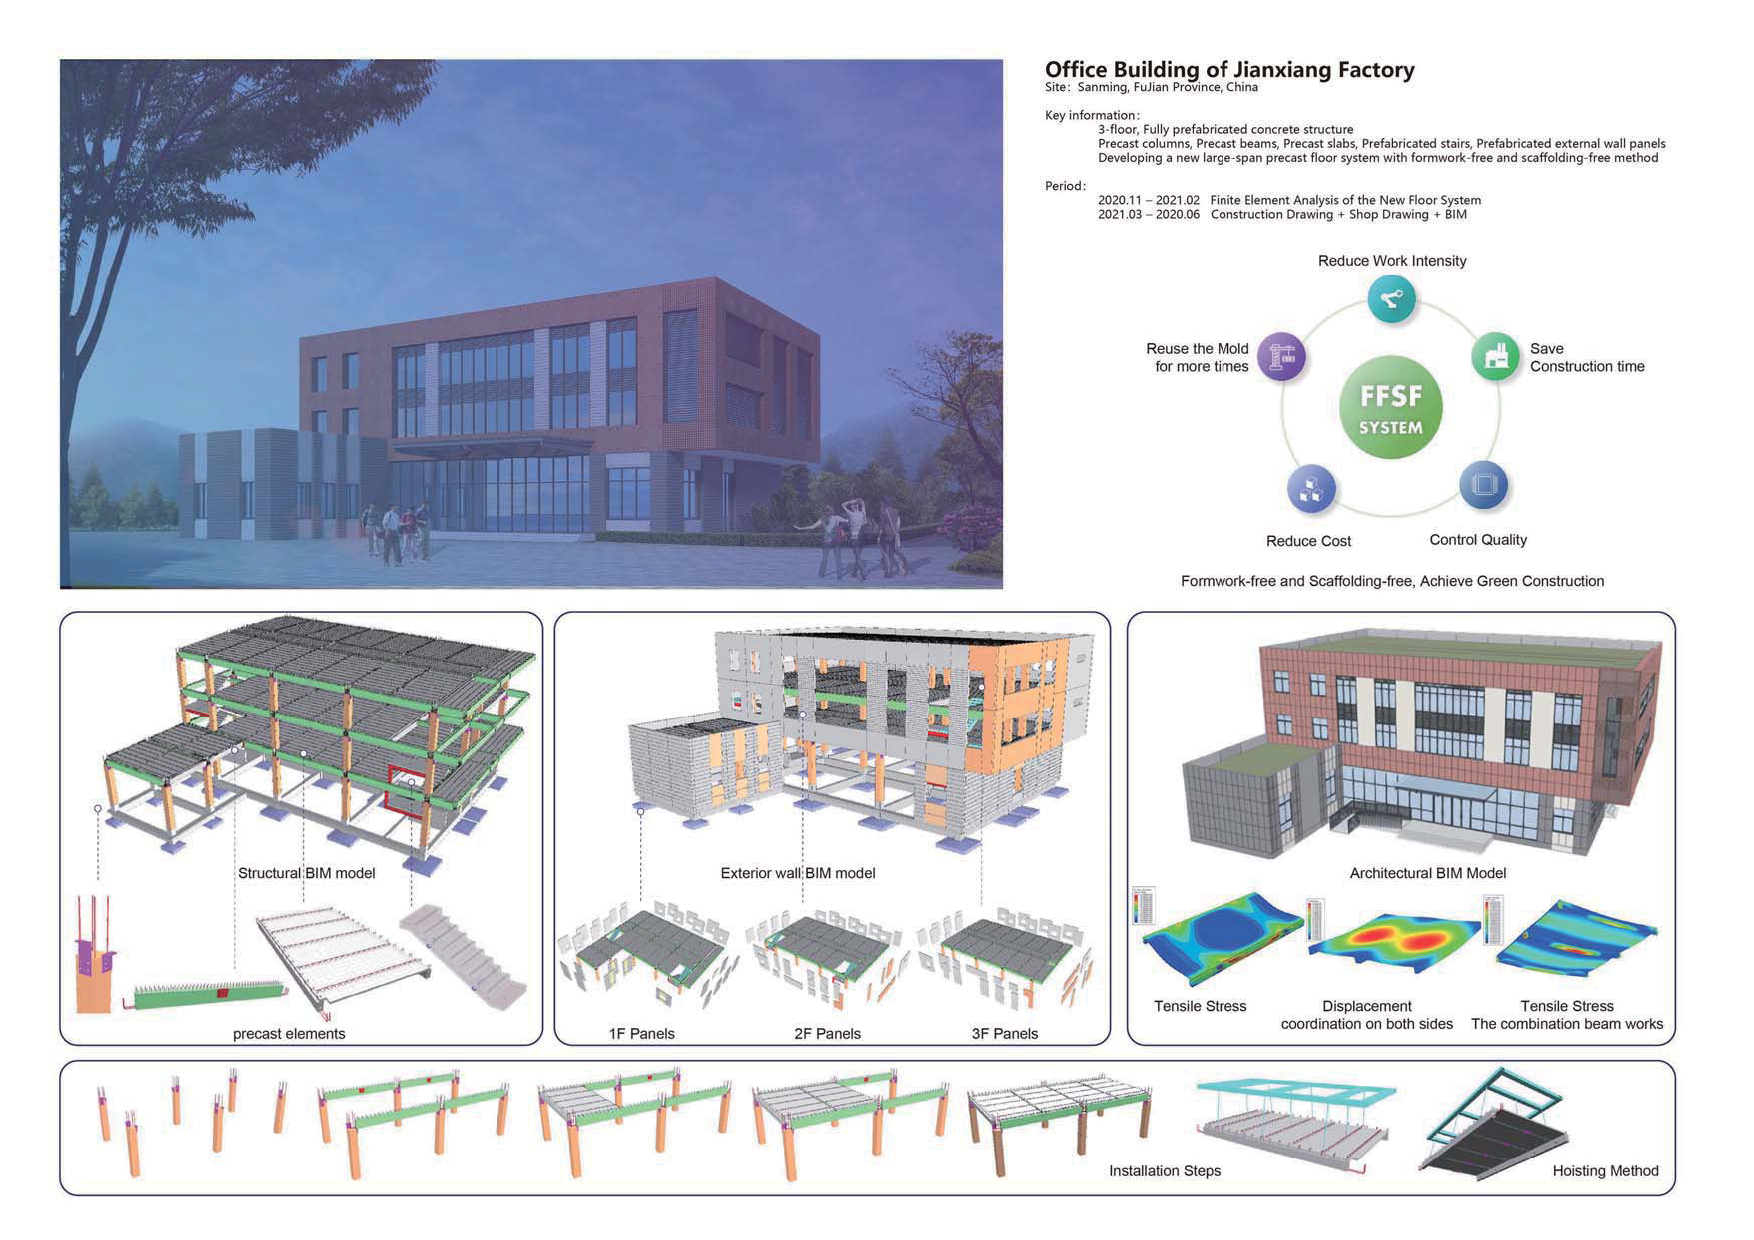 Office Building of Jianxiang Factory
Site: Sanming, FuJian Province, China
Key information:
3-floor, Fully prefabricated concrete structure
Precast columns, Precast beams, Precast slabs, Prefabricated stairs, Prefabricated external wall panels
Developing a new large-span precast floor system with formwork-free and scaffolding-free method
Period:
2020.11 – 2021.02 Finite Element Analysis of the New Floor System
2021.03 – 2020.06 Construction Drawing + Shop Drawing + BIM
Reduce Work Intensity
Reuse the Mold
for more times
Save
Construction time
FFSF
SYSTEM
Reduce Cost
Control Quality
Formwork-free and Scaffolding-free, Achieve Green Construction
Structural BIM model
precast elements
Exterior wall BIM model
1F Panels
2F Panels
3F Panels
Architectural BIM Model
Tensile Stress
Displacement
coordination on both sides
Tensile Stress
The combination beam works
Installation Steps
Hoisting Method